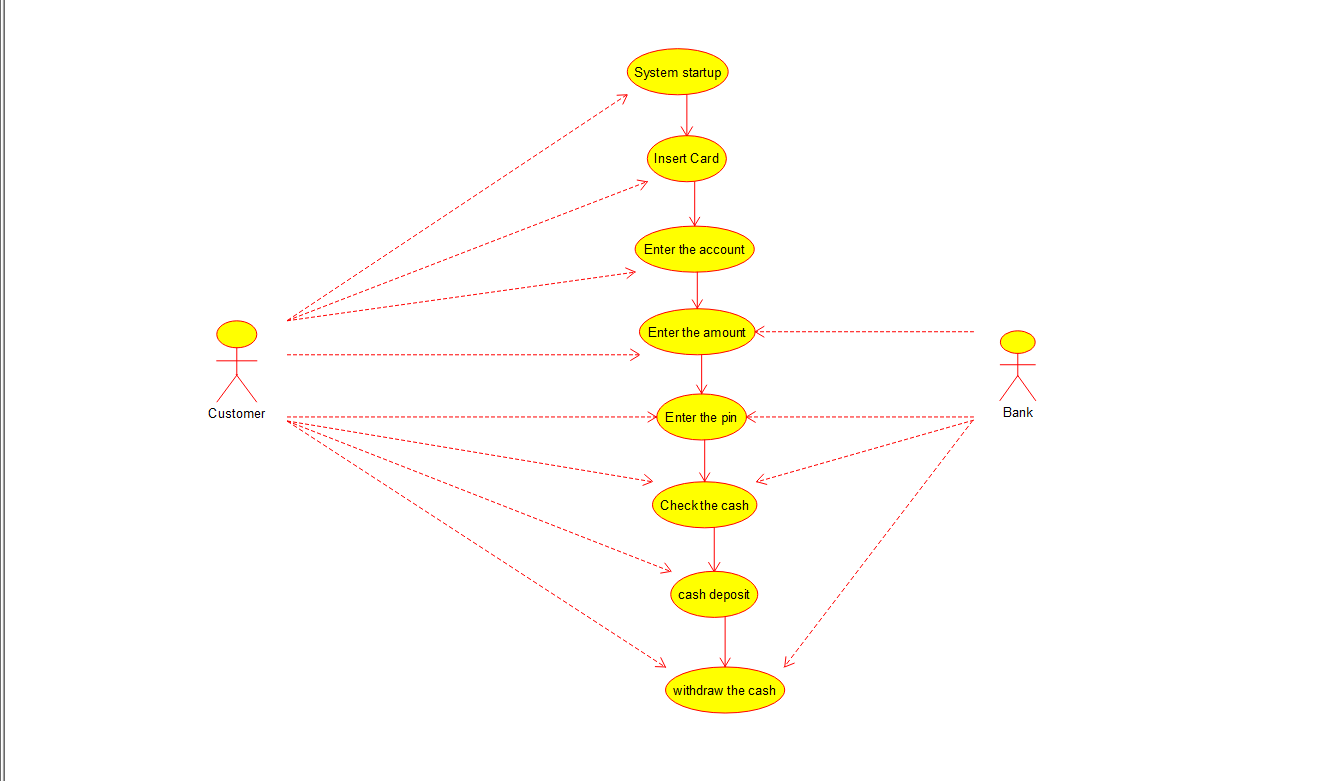 System startup
Insert Card
Enter the account
Enter the amount
Enter the pin
Check the cash
cash deposit
withdraw the cash
Customer
Bank